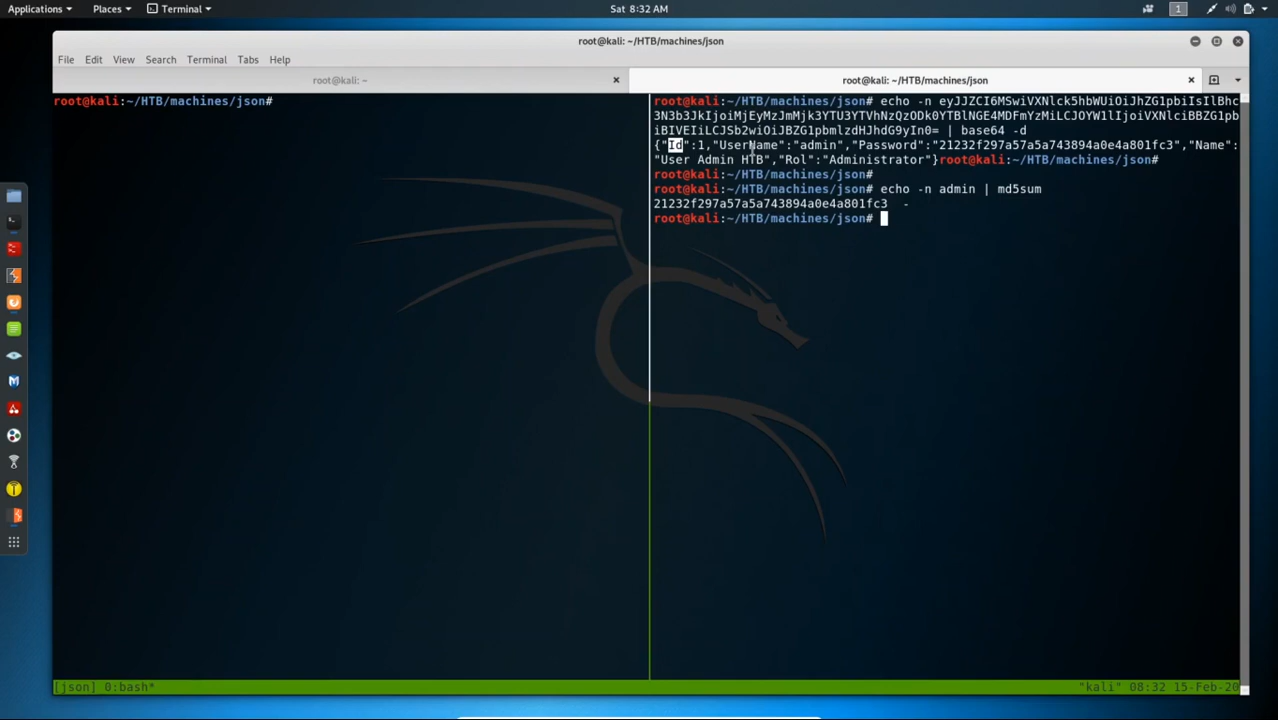 Applications Places Terminal Sat 8:32 AM 1
root@kali: ~/HTB/machines/json
File Edit View Search Terminal Tabs Help
root@kali: ~ root@kali: ~/HTB/machines/json
root@kali:~/HTB/machines/json#
root@kali:~/HTB/machines/json# echo -n eyJJZCI6MSwiVXNlck5hbWUiOiJhZG1pbiIsIlBhc
3N3b3JkIjoiMjEyMzJmMjk3YTU3YTVhNzQzODk0YTBlNGE4MDFmYzMiLCJOYW1lIjoiVXNlciBBZG1pb
iBIVEIiLCJSb2wiOiJBZG1pbmlzdHJhdG9yIn0= | base64 -d
{"Id":1,"UserName":"admin","Password":"21232f297a57a5a743894a0e4a801fc3","Name":
"User Admin HTB","Rol":"Administrator"}root@kali:~/HTB/machines/json#
root@kali:~/HTB/machines/json#
root@kali:~/HTB/machines/json# echo -n admin | md5sum
21232f297a57a5a743894a0e4a801fc3 -
root@kali:~/HTB/machines/json#
[json] 0:bash* "kali" 08:32 15-Feb-20